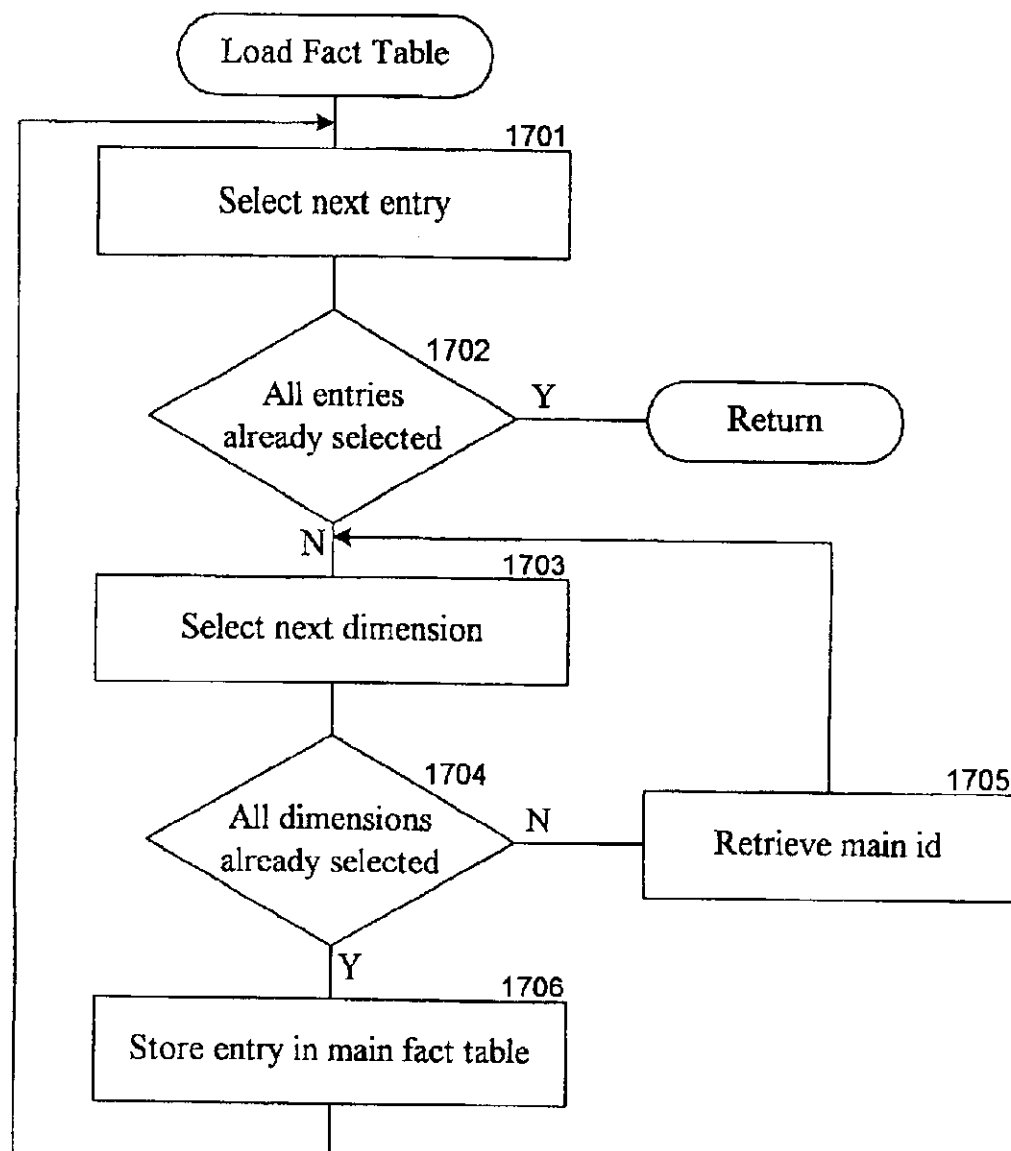 Load Fact Table
1701
Select next entry
1702
All entries
already selected
Y
Return
N
1703
Select next dimension
1704
All dimensions
already selected
N
1705
Retrieve main id
Y
1706
Store entry in main fact table